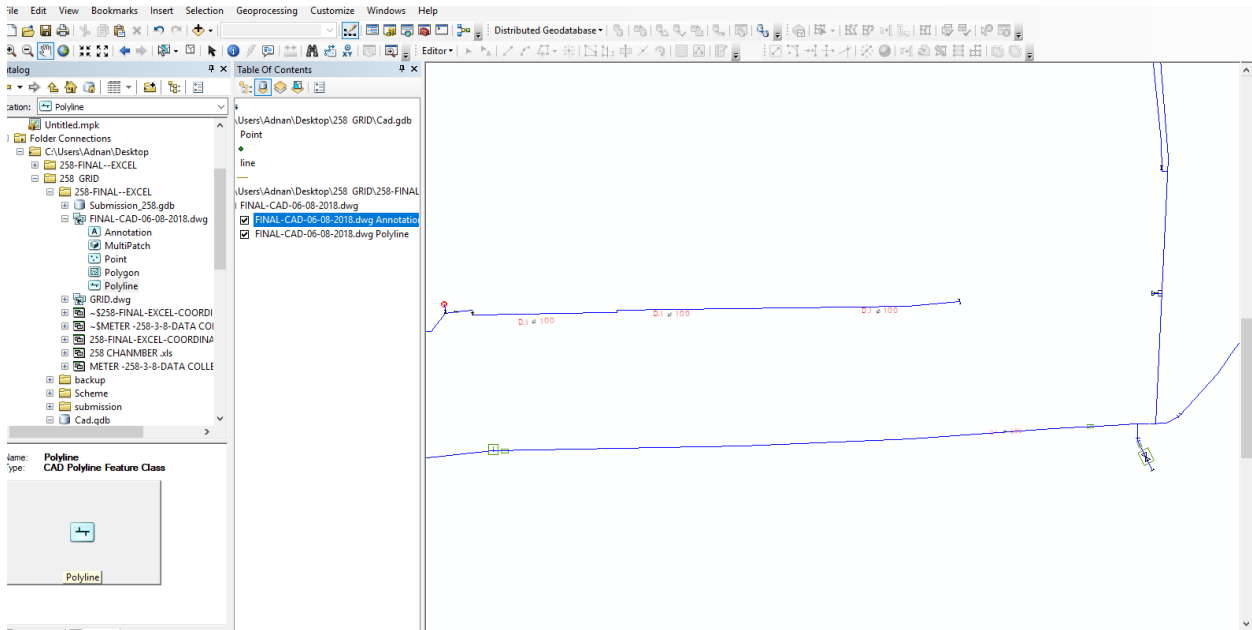 File Edit View Bookmarks Insert Selection Geoprocessing Customize Windows Help
Distributed Geodatabase
Editor
Table Of Contents
Polyline
Untitled.mpk
Folder Connections
C:\Users\Adnan\Desktop
258-FINAL--EXCEL
258 GRID
258-FINAL--EXCEL
Submission_258.gdb
FINAL-CAD-06-08-2018.dwg
Annotation
MultiPatch
Point
Polygon
Polyline
GRID.dwg
~$258-FINAL-EXCEL-COORDI
~$METER -258-3-8-DATA COI
258-FINAL-EXCEL-COORDINA
258 CHANMBER .xls
METER -258-3-8-DATA COLLE
backup
Scheme
submission
Cad.gdb
Name: Polyline
Type: CAD Polyline Feature Class
Polyline
\Users\Adnan\Desktop\258 GRID\Cad.gdb
Point
line
\Users\Adnan\Desktop\258 GRID\258-FINAL
FINAL-CAD-06-08-2018.dwg
FINAL-CAD-06-08-2018.dwg Annotation
FINAL-CAD-06-08-2018.dwg Polyline
D.I ø 100
D.I ø 100
D.I ø 100